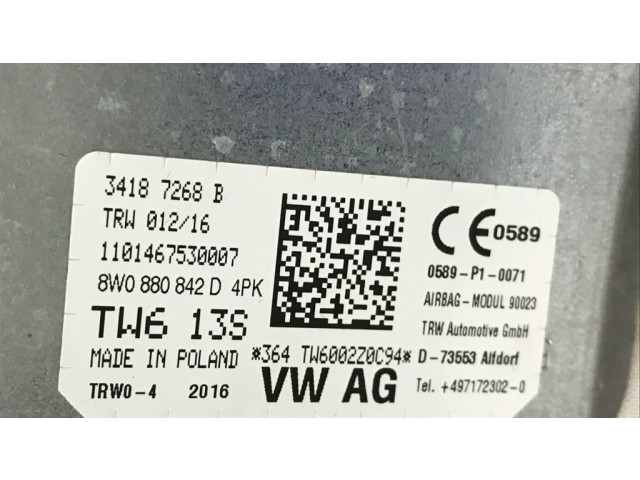 3418 7268 B
TRW 012/16
1101467530007
8W0 880 842 D 4PK
TW6 13S
MADE IN POLAND *364 TW6002Z0C94*
TRW0-4 2016 VW AG
CE 0589
0589-P1-0071
AIRBAG-MODUL 90023
TRW Automotive GmbH
D-73553 Alfdorf
Tel. +497172302-0